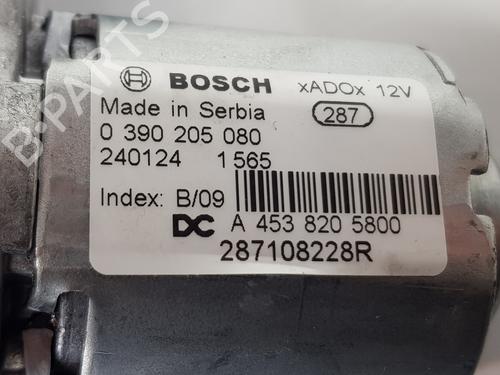 BOSCH xADOx 12V
Made in Serbia 287
0 390 205 080
240124 1 565
Index: B/09
DC A 453 820 5800
287108228R
B-PARTS